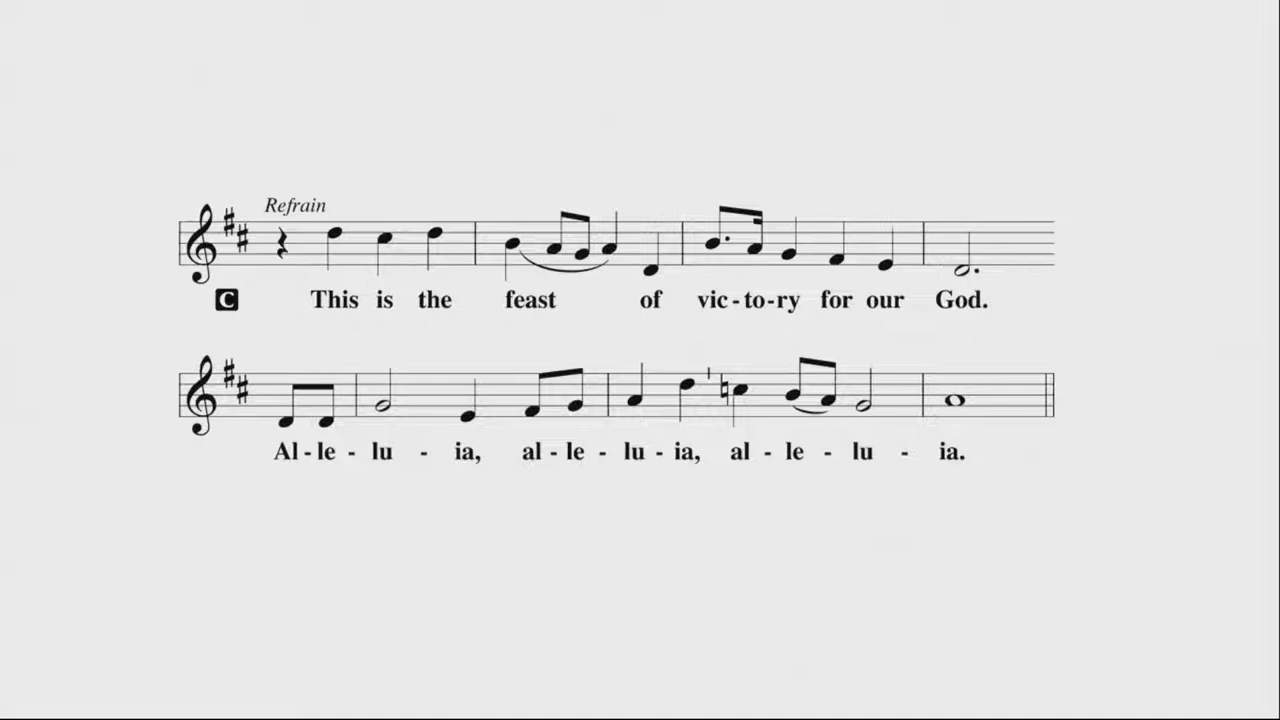 Refrain
C This is the feast of vic - to - ry for our God.
Al - le - lu - ia, al - le - lu - ia, al - le - lu - ia.